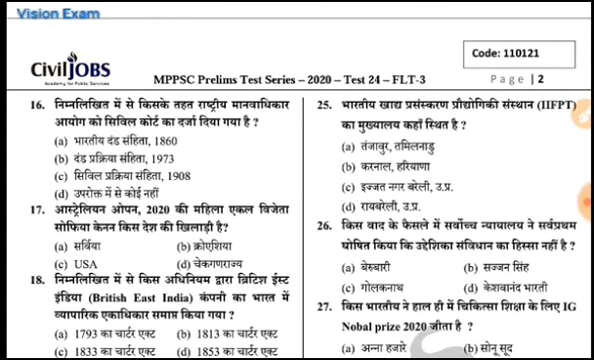 Vision Exam
CivilJOBS
Academy for Public Services
MPPSC Prelims Test Series – 2020 – Test 24 – FLT-3
Code: 110121
Page | 2
16. निम्नलिखित में से किसके तहत राष्ट्रीय मानवाधिकार
आयोग को सिविल कोर्ट का दर्जा दिया गया है ?
(a) भारतीय दंड संहिता, 1860
(b) दंड प्रक्रिया संहिता, 1973
(c) सिविल प्रक्रिया संहिता, 1908
(d) उपरोक्त में से कोई नहीं
17. आस्ट्रेलियन ओपन, 2020 की महिला एकल विजेता
सोफिया केनन किस देश की खिलाड़ी है?
(a) सर्विया (b) क्रोएशिया
(c) USA (d) चेकगणराज्य
18. निम्नलिखित में से किस अधिनियम द्वारा ब्रिटिश ईस्ट
इंडिया (British East India) कंपनी का भारत में
व्यापारिक एकाधिकार समाप्त किया गया ?
(a) 1793 का चार्टर एक्ट (b) 1813 का चार्टर एक्ट
(c) 1833 का चार्टर एक्ट (d) 1853 का चार्टर एक्ट
25. भारतीय खाद्य प्रसंस्करण प्रौद्योगिकी संस्थान (IIFPT)
का मुख्यालय कहाँ स्थित है ?
(a) तंजावुर, तमिलनाडु
(b) करनाल, हरियाणा
(c) इज्जत नगर बरेली, उ.प्र.
(d) रायबरेली, उ.प्र.
26. किस वाद के फैसले में सर्वोच्च न्यायालय ने सर्वप्रथम
घोषित किया कि उद्देशिका संविधान का हिस्सा नहीं है ?
(a) बेरुबारी (b) सज्जन सिंह
(c) गोलकनाथ (d) केशवानंद भारती
27. किस भारतीय ने हाल ही में चिकित्सा शिक्षा के लिए IG
Nobal prize 2020 जीता है ?
(a) अन्ना हजारे (b) सोनू सूद